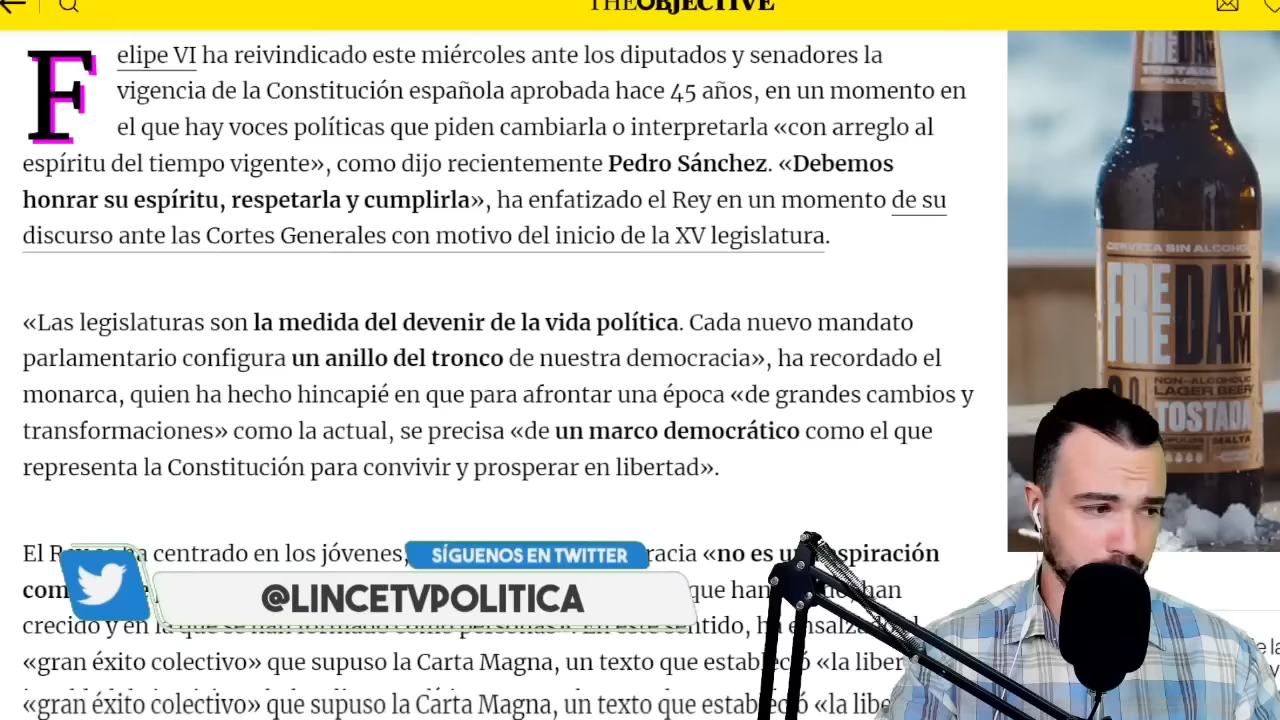 THEOBJECTIVE
Felipe VI ha reivindicado este miércoles ante los diputados y senadores la
vigencia de la Constitución española aprobada hace 45 años, en un momento en
el que hay voces políticas que piden cambiarla o interpretarla «con arreglo al
espíritu del tiempo vigente», como dijo recientemente Pedro Sánchez. «Debemos
honrar su espíritu, respetarla y cumplirla», ha enfatizado el Rey en un momento de su
discurso ante las Cortes Generales con motivo del inicio de la XV legislatura.
«Las legislaturas son la medida del devenir de la vida política. Cada nuevo mandato
parlamentario configura un anillo del tronco de nuestra democracia», ha recordado el
monarca, quien ha hecho hincapié en que para afrontar una época «de grandes cambios y
transformaciones» como la actual, se precisa «de un marco democrático como el que
representa la Constitución para convivir y prosperar en libertad».
El ha centrado en los jóvenes, «no es
SÍGUENOS EN TWITTER
@LINCETVPOLITICA
que han han
crecido y en la
«gran éxito colectivo» que supuso la Carta Magna, un texto que
«gran éxito colectivo» que supuso la Carta Magna, un texto que
CERVEZA SIN ALCOHOL
FREEDAMM
NON-ALCOHOLIC
LAGER BEER
TOSTADA
MALTA